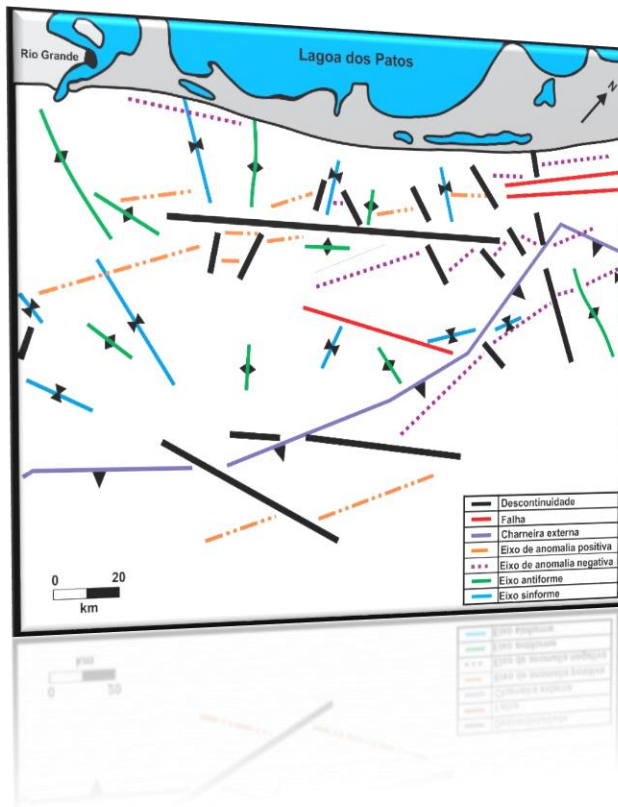 Rio Grande
Lagoa dos Patos
N
Descontinuidade
Falha
Charneira externa
Eixo de anomalia positiva
Eixo de anomalia negativa
Eixo antiforme
Eixo sinforme
0 20
km